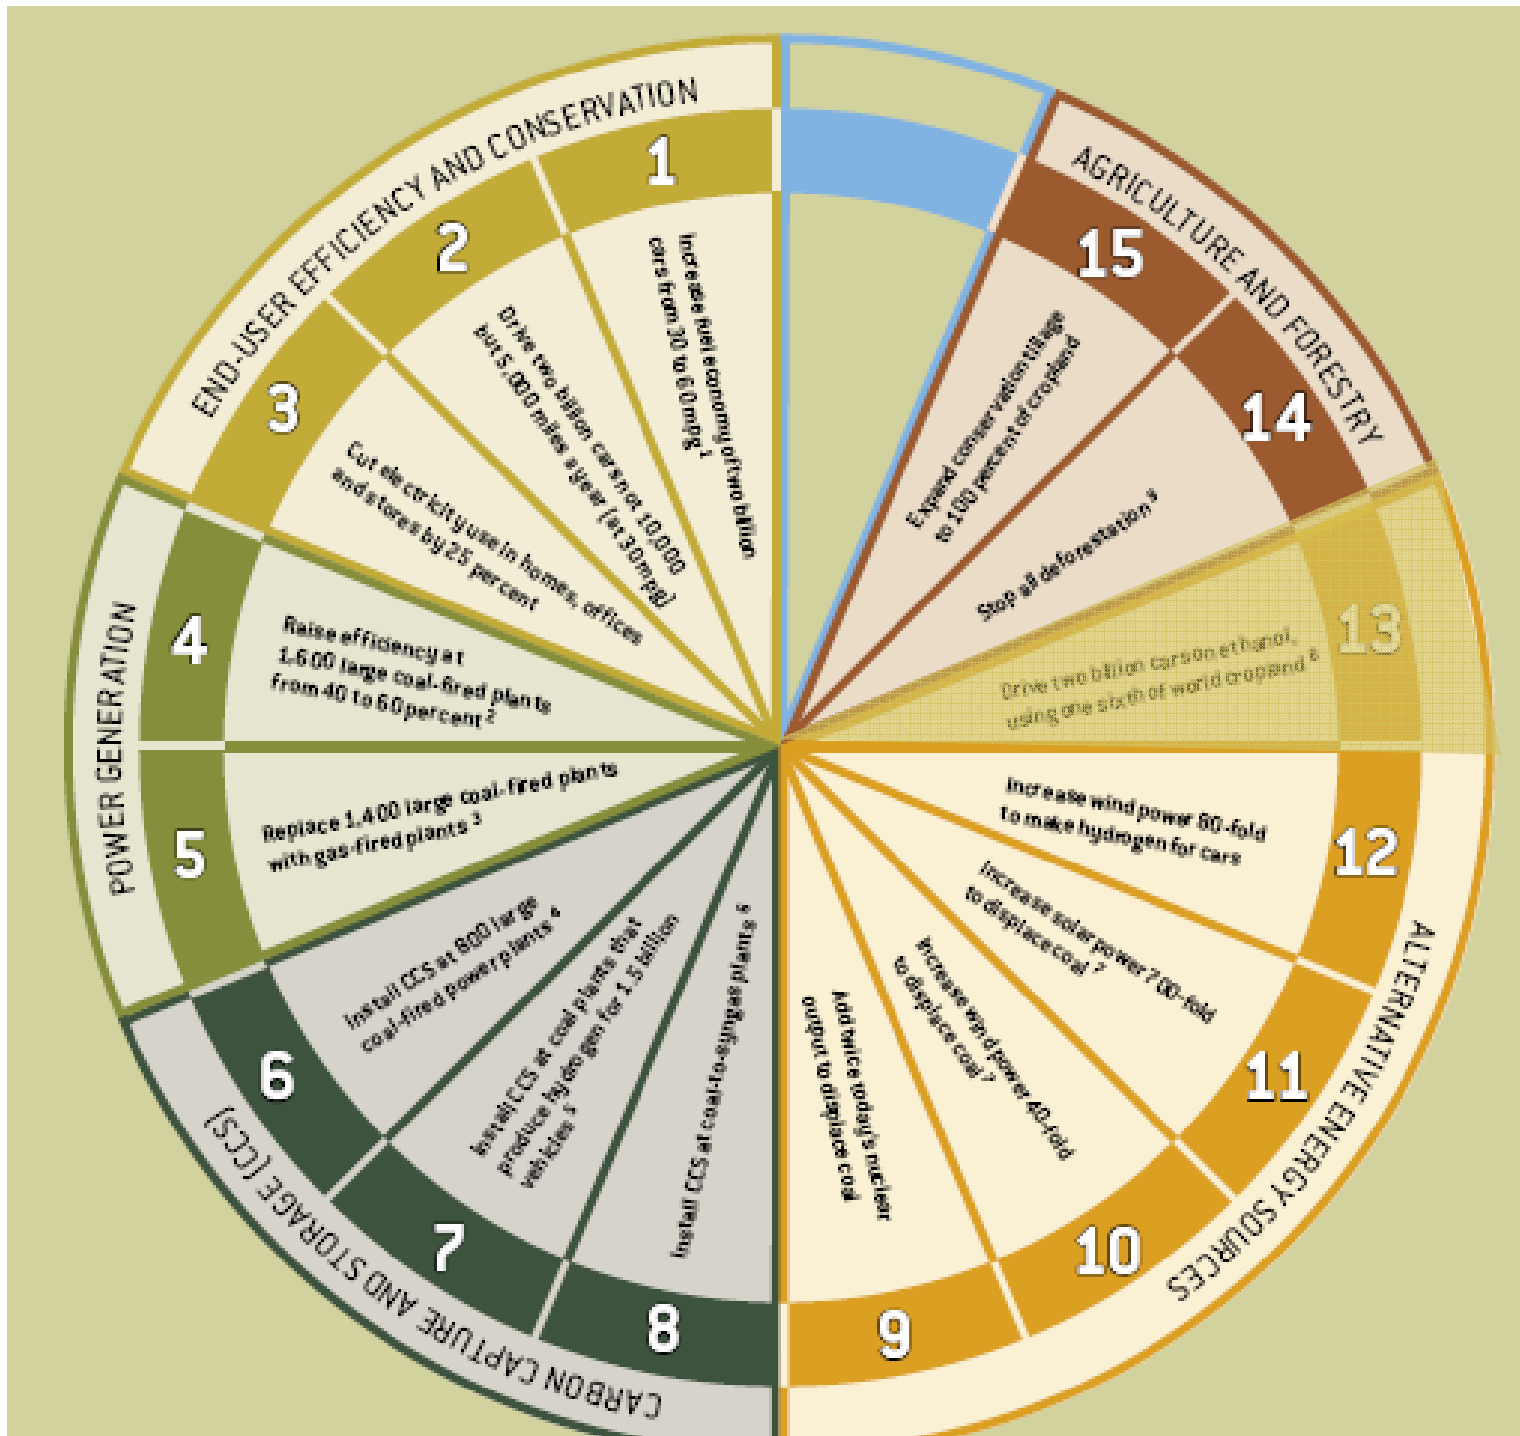 END-USER EFFICIENCY AND CONSERVATION
1
Increase fuel economy of two billion
cars from 30 to 60 mpg 1
2
Drive two billion cars not 10,000
but 5,000 miles a year (at 30 mpg)
3
Cut electricity use in homes, offices
and stores by 25 percent
POWER GENERATION
4
Raise efficiency at
1,600 large coal-fired plants
from 40 to 60 percent 2
5
Replace 1,400 large coal-fired plants
with gas-fired plants 3
CARBON CAPTURE AND STORAGE (CCS)
6
Install CCS at 800 large
coal-fired power plants 4
7
Install CCS at coal plants that
produce hydrogen for 1.5 billion
vehicles 5
8
Install CCS at coal-to-syngas plants
ALTERNATIVE ENERGY SOURCES
9
Add twice today's nuclear
output to displace coal
10
Increase wind power 40-fold
to displace coal 7
11
Increase solar power 700-fold
to displace coal 7
12
Increase wind power 80-fold
to make hydrogen for cars
13
Drive two billion cars on ethanol,
using one sixth of world cropland
AGRICULTURE AND FORESTRY
14
Stop all deforestation
15
Expand conservation tillage
to 100 percent of cropland